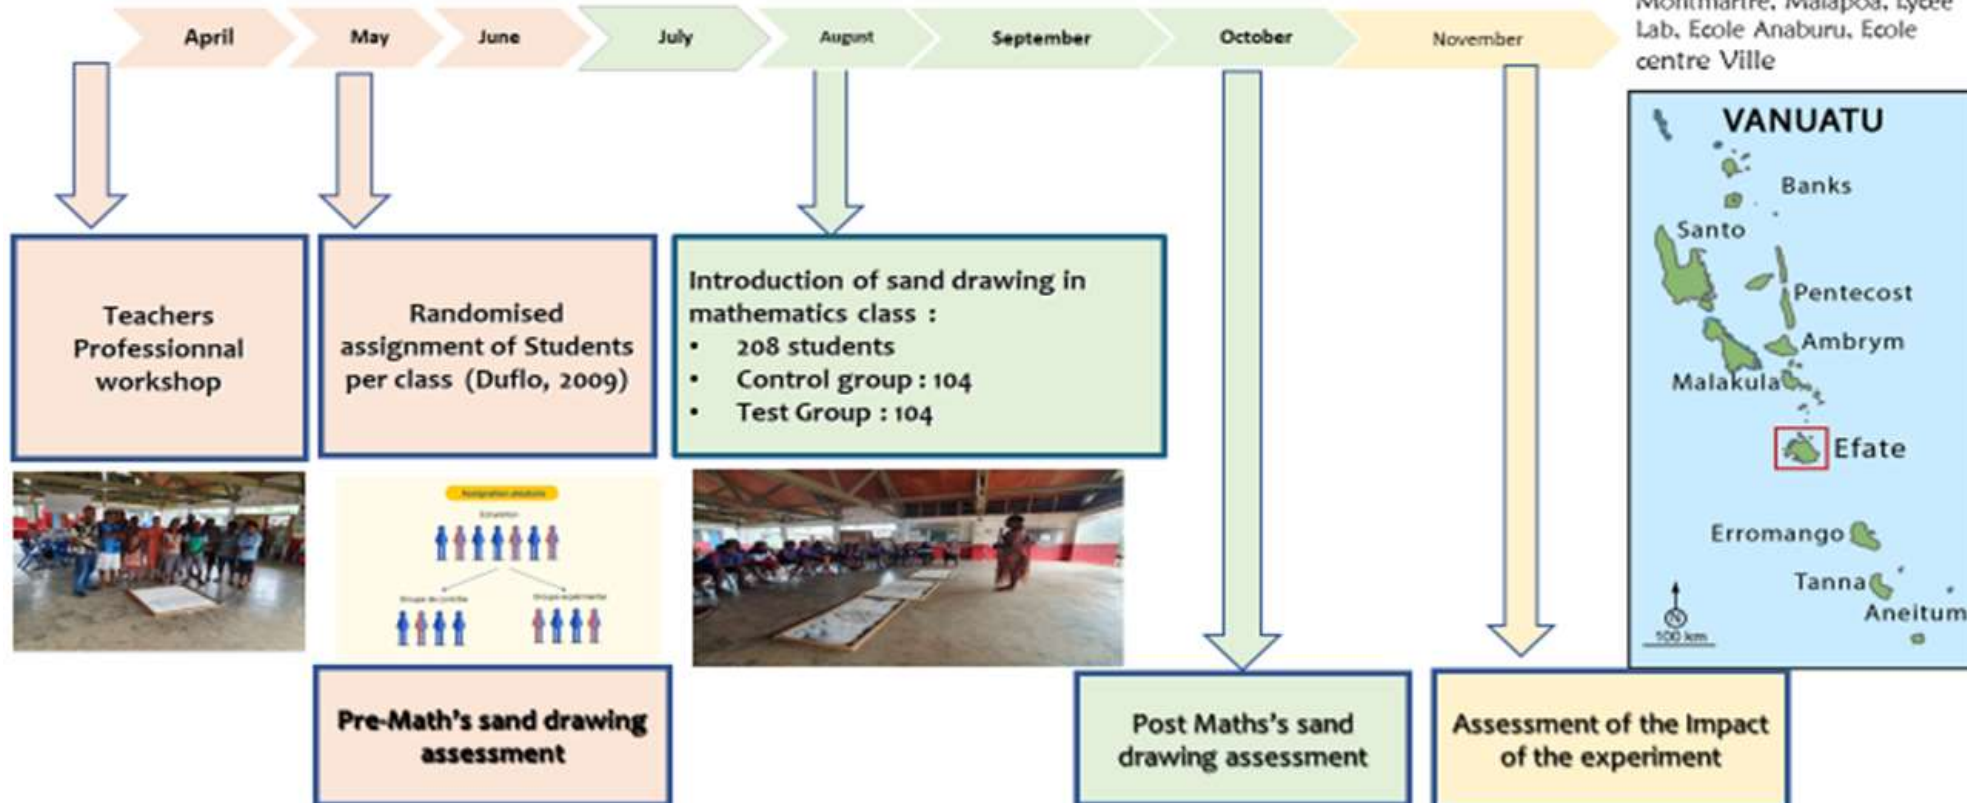 Montmartre, Malapoa, Lycée
Lab, Ecole Anaburu, Ecole
centre Ville
April
May
June
July
August
September
October
November
Teachers
Professionnal
workshop
Randomised
assignment of Students
per class (Duflo, 2009)
Introduction of sand drawing in
mathematics class :
• 208 students
• Control group : 104
• Test Group : 104
Groupe de contrôle
Pre-Math's sand drawing
assessment
Post Maths's sand
drawing assessment
Assessment of the Impact
of the experiment
VANUATU
Banks
Santo
Pentecost
Ambrym
Malakula
Efate
Erromango
Tanna
Aneitum
N
100 km